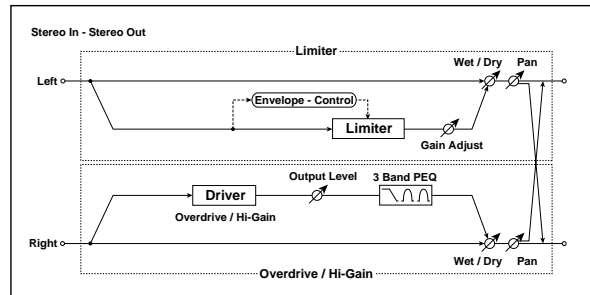 Stereo In - Stereo Out
Limiter
Wet / Dry Pan
Left
Envelope - Control
Limiter
Gain Adjust
Output Level 3 Band PEQ
Driver
Overdrive / Hi-Gain
Right
Wet / Dry Pan
Overdrive / Hi-Gain